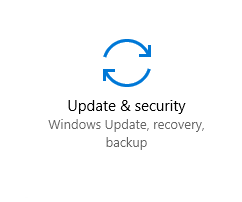 Update & security
Windows Update, recovery,
backup